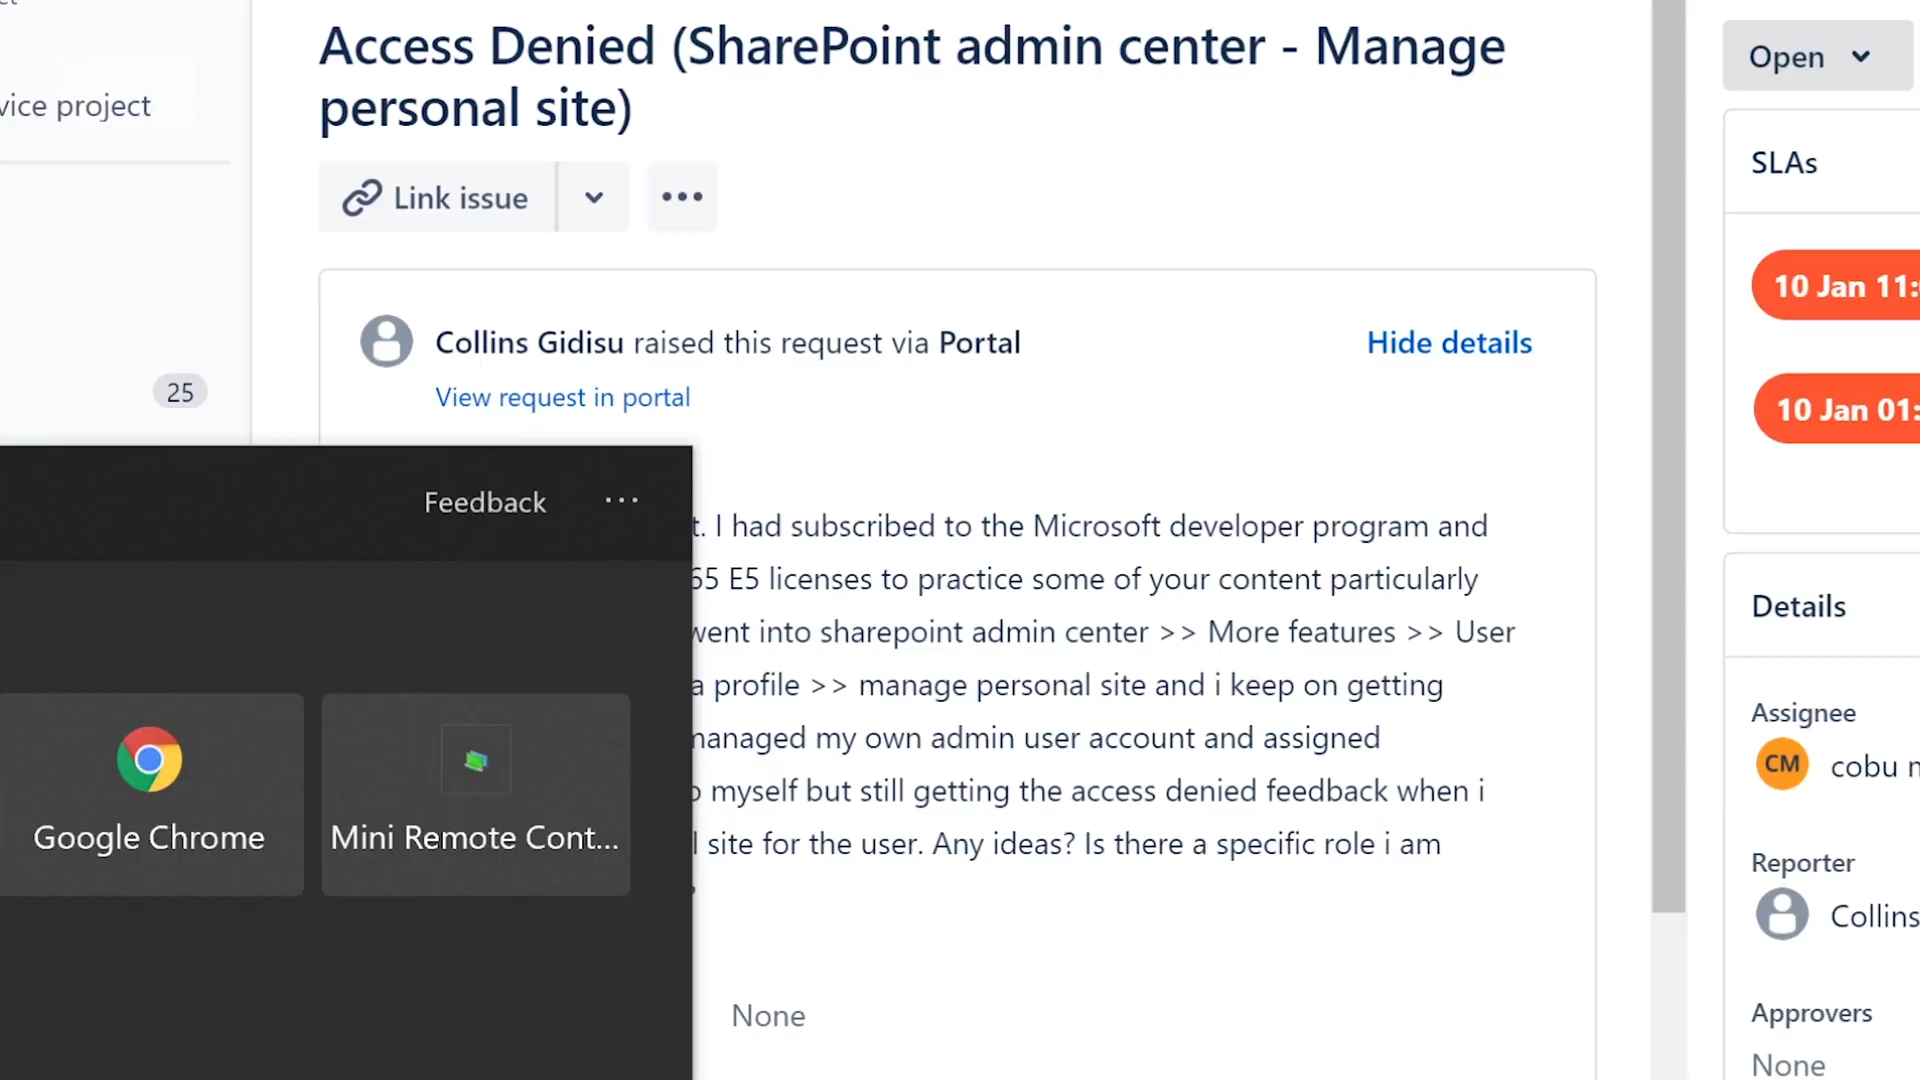 Access Denied (SharePoint admin center - Manage
personal site)
Open
vice project
SLAs
Link issue
10 Jan 11:
Collins Gidisu raised this request via Portal
Hide details
View request in portal
25
10 Jan 01:
Feedback
t. I had subscribed to the Microsoft developer program and
65 E5 licenses to practice some of your content particularly
went into sharepoint admin center >> More features >> User
a profile >> manage personal site and i keep on getting
managed my own admin user account and assigned
o myself but still getting the access denied feedback when i
l site for the user. Any ideas? Is there a specific role i am
Google Chrome
Mini Remote Cont...
None
Details
Assignee
CM
cobu
Reporter
Collins
Approvers
None